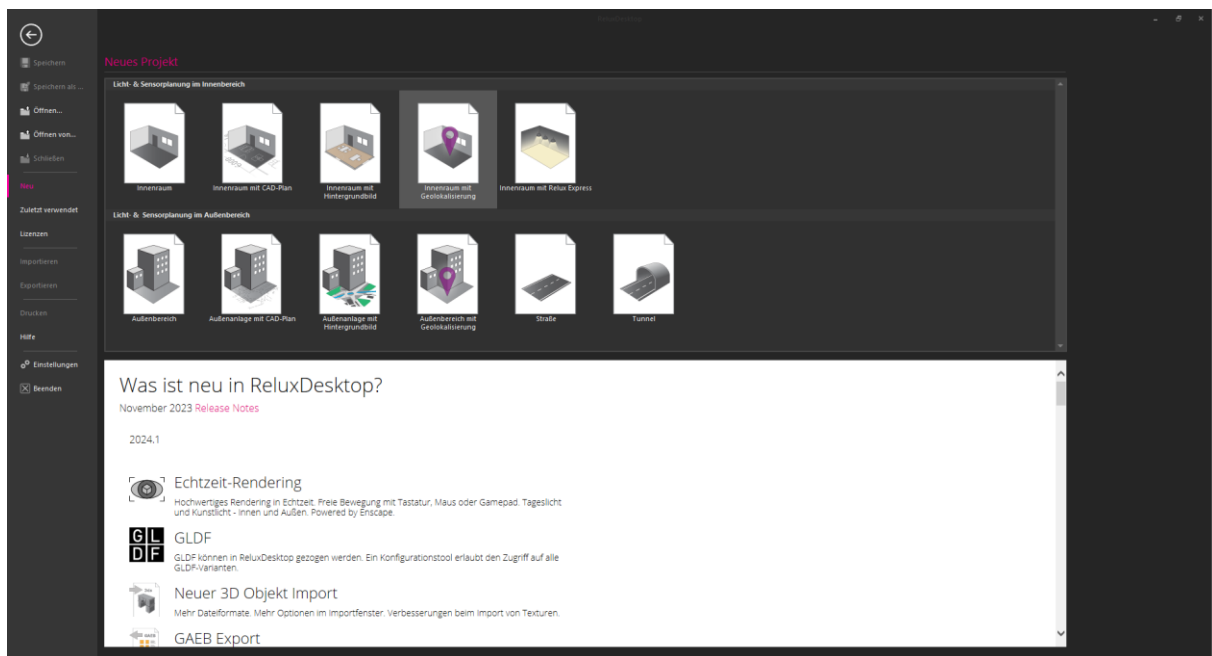 ReluxDesktop
Speichern
Speichern als ...
Öffnen...
Öffnen von...
Schließen
Neu
Zuletzt verwendet
Lizenzen
Importieren
Exportieren
Drucken
Hilfe
Einstellungen
Beenden
Neues Projekt
Licht- & Sensorplanung im Innenbereich
Innenraum
Innenraum mit CAD-Plan
Innenraum mit
Hintergrundbild
Innenraum mit
Geolokalisierung
Innenraum mit Relux Express
Licht- & Sensorplanung im Außenbereich
Außenbereich
Außenanlage mit CAD-Plan
Außenanlage mit
Hintergrundbild
Außenbereich mit
Geolokalisierung
Straße
Tunnel
Was ist neu in ReluxDesktop?
November 2023 Release Notes
2024.1
Echtzeit-Rendering
Hochwertiges Rendering in Echtzeit. Freie Bewegung mit Tastatur, Maus oder Gamepad. Tageslicht
und Kunstlicht - Innen und Außen. Powered by Enscape.
GL
DF
GLDF
GLDF können in ReluxDesktop gezogen werden. Ein Konfigurationstool erlaubt den Zugriff auf alle
GLDF-Varianten.
Neuer 3D Objekt Import
Mehr Dateiformate. Mehr Optionen im Importfenster. Verbesserungen beim Import von Texturen.
GAEB Export